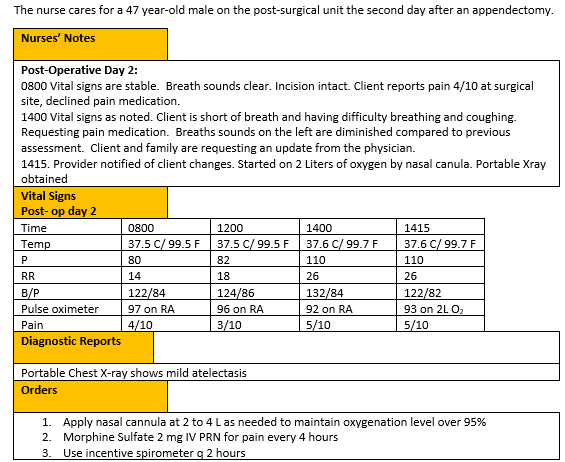 The nurse cares for a 47 year-old male on the post-surgical unit the second day after an appendectomy.
Nurses' Notes
Post-Operative Day 2:
0800 Vital signs are stable. Breath sounds clear. Incision intact. Client reports pain 4/10 at surgical
site, declined pain medication.
1400 Vital signs as noted. Client is short of breath and having difficulty breathing and coughing.
Requesting pain medication. Breaths sounds on the left are diminished compared to previous
assessment. Client and family are requesting an update from the physician.
1415. Provider notified of client changes. Started on 2 Liters of oxygen by nasal canula. Portable Xray
obtained
Vital Signs
Post- op day 2
Time 0800 1200 1400 1415
Temp 37.5 C/ 99.5 F 37.5 C/ 99.5 F 37.6 C/ 99.7 F 37.6 C/ 99.7 F
P 80 82 110 110
RR 14 18 26 26
B/P 122/84 124/86 132/84 122/82
Pulse oximeter 97 on RA 96 on RA 92 on RA 93 on 2L O₂
Pain 4/10 3/10 5/10 5/10
Diagnostic Reports
Portable Chest X-ray shows mild atelectasis
Orders
1. Apply nasal cannula at 2 to 4 L as needed to maintain oxygenation level over 95%
2. Morphine Sulfate 2 mg IV PRN for pain every 4 hours
3. Use incentive spirometer q 2 hours